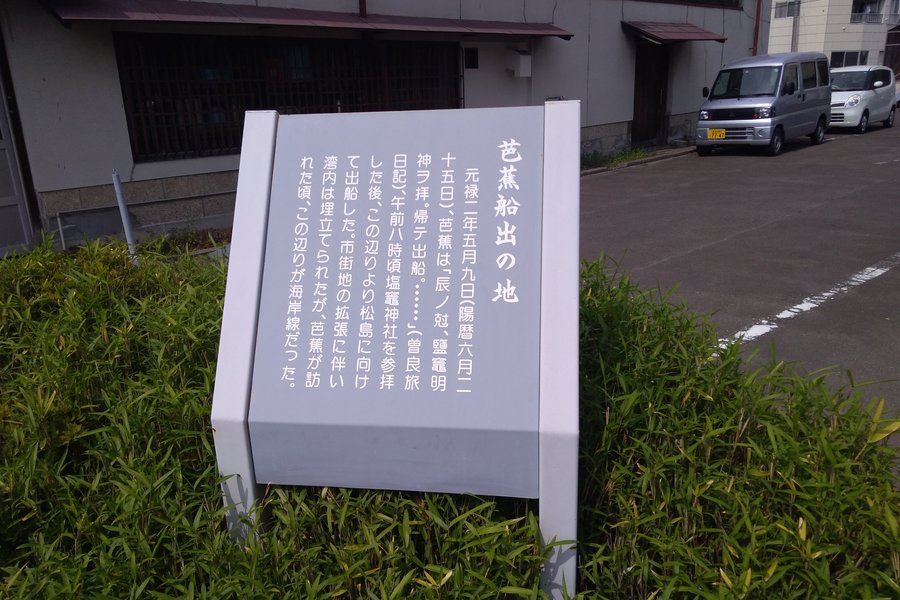 芭蕉船出の地
元禄二年五月九日(陽暦六月二
十五日)、芭蕉は「辰ノ尅、鹽竈明
神ヲ拝。帰テ出船。……」(曽良旅
日記)、午前八時頃塩竈神社を参拝
した後、この辺りより松島に向け
て出船した。市街地の拡張に伴い
湾内は埋立てられたが、芭蕉が訪
れた頃、この辺りが海岸線だった。